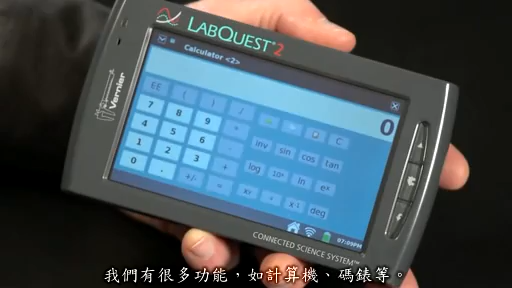 LABQUEST®2
Vernier
Calculator <2>
0
EE ( ) /
7 8 9 C
4 5 6 inv sin cos tan
1 2 3 + log 10ˣ ln eˣ
0 . +/- = deg
07:09PM
CONNECTED SCIENCE SYSTEM™
我們有很多功能，如計算機、碼錶等。